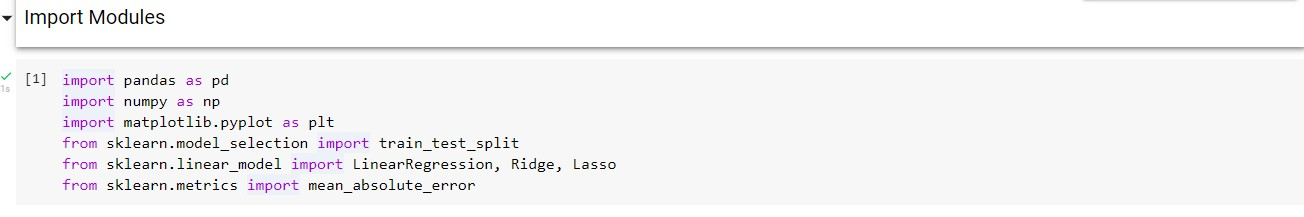 Import Modules
[1] import pandas as pd
1s import numpy as np
import matplotlib.pyplot as plt
from sklearn.model_selection import train_test_split
from sklearn.linear_model import LinearRegression, Ridge, Lasso
from sklearn.metrics import mean_absolute_error